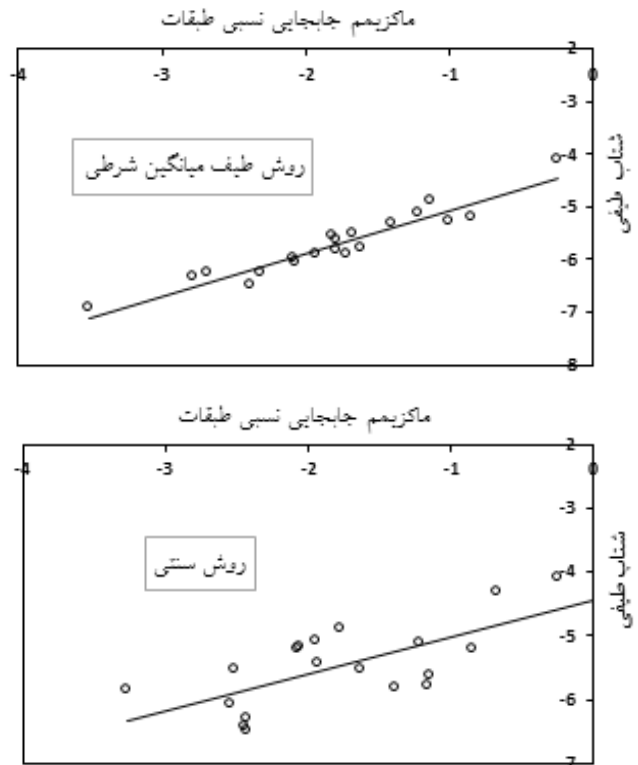 ماکزیمم جابجایی نسبی طبقات
-4 -3 -2 -1 0
-2
-3
-4
-5
-6
-7
-8
شتاب طیفی
روش طیف میانگین شرطی
ماکزیمم جابجایی نسبی طبقات
-4 -3 -2 -1 0
-2
-3
-4
-5
-6
-7
شتاب طیفی
روش سنتی